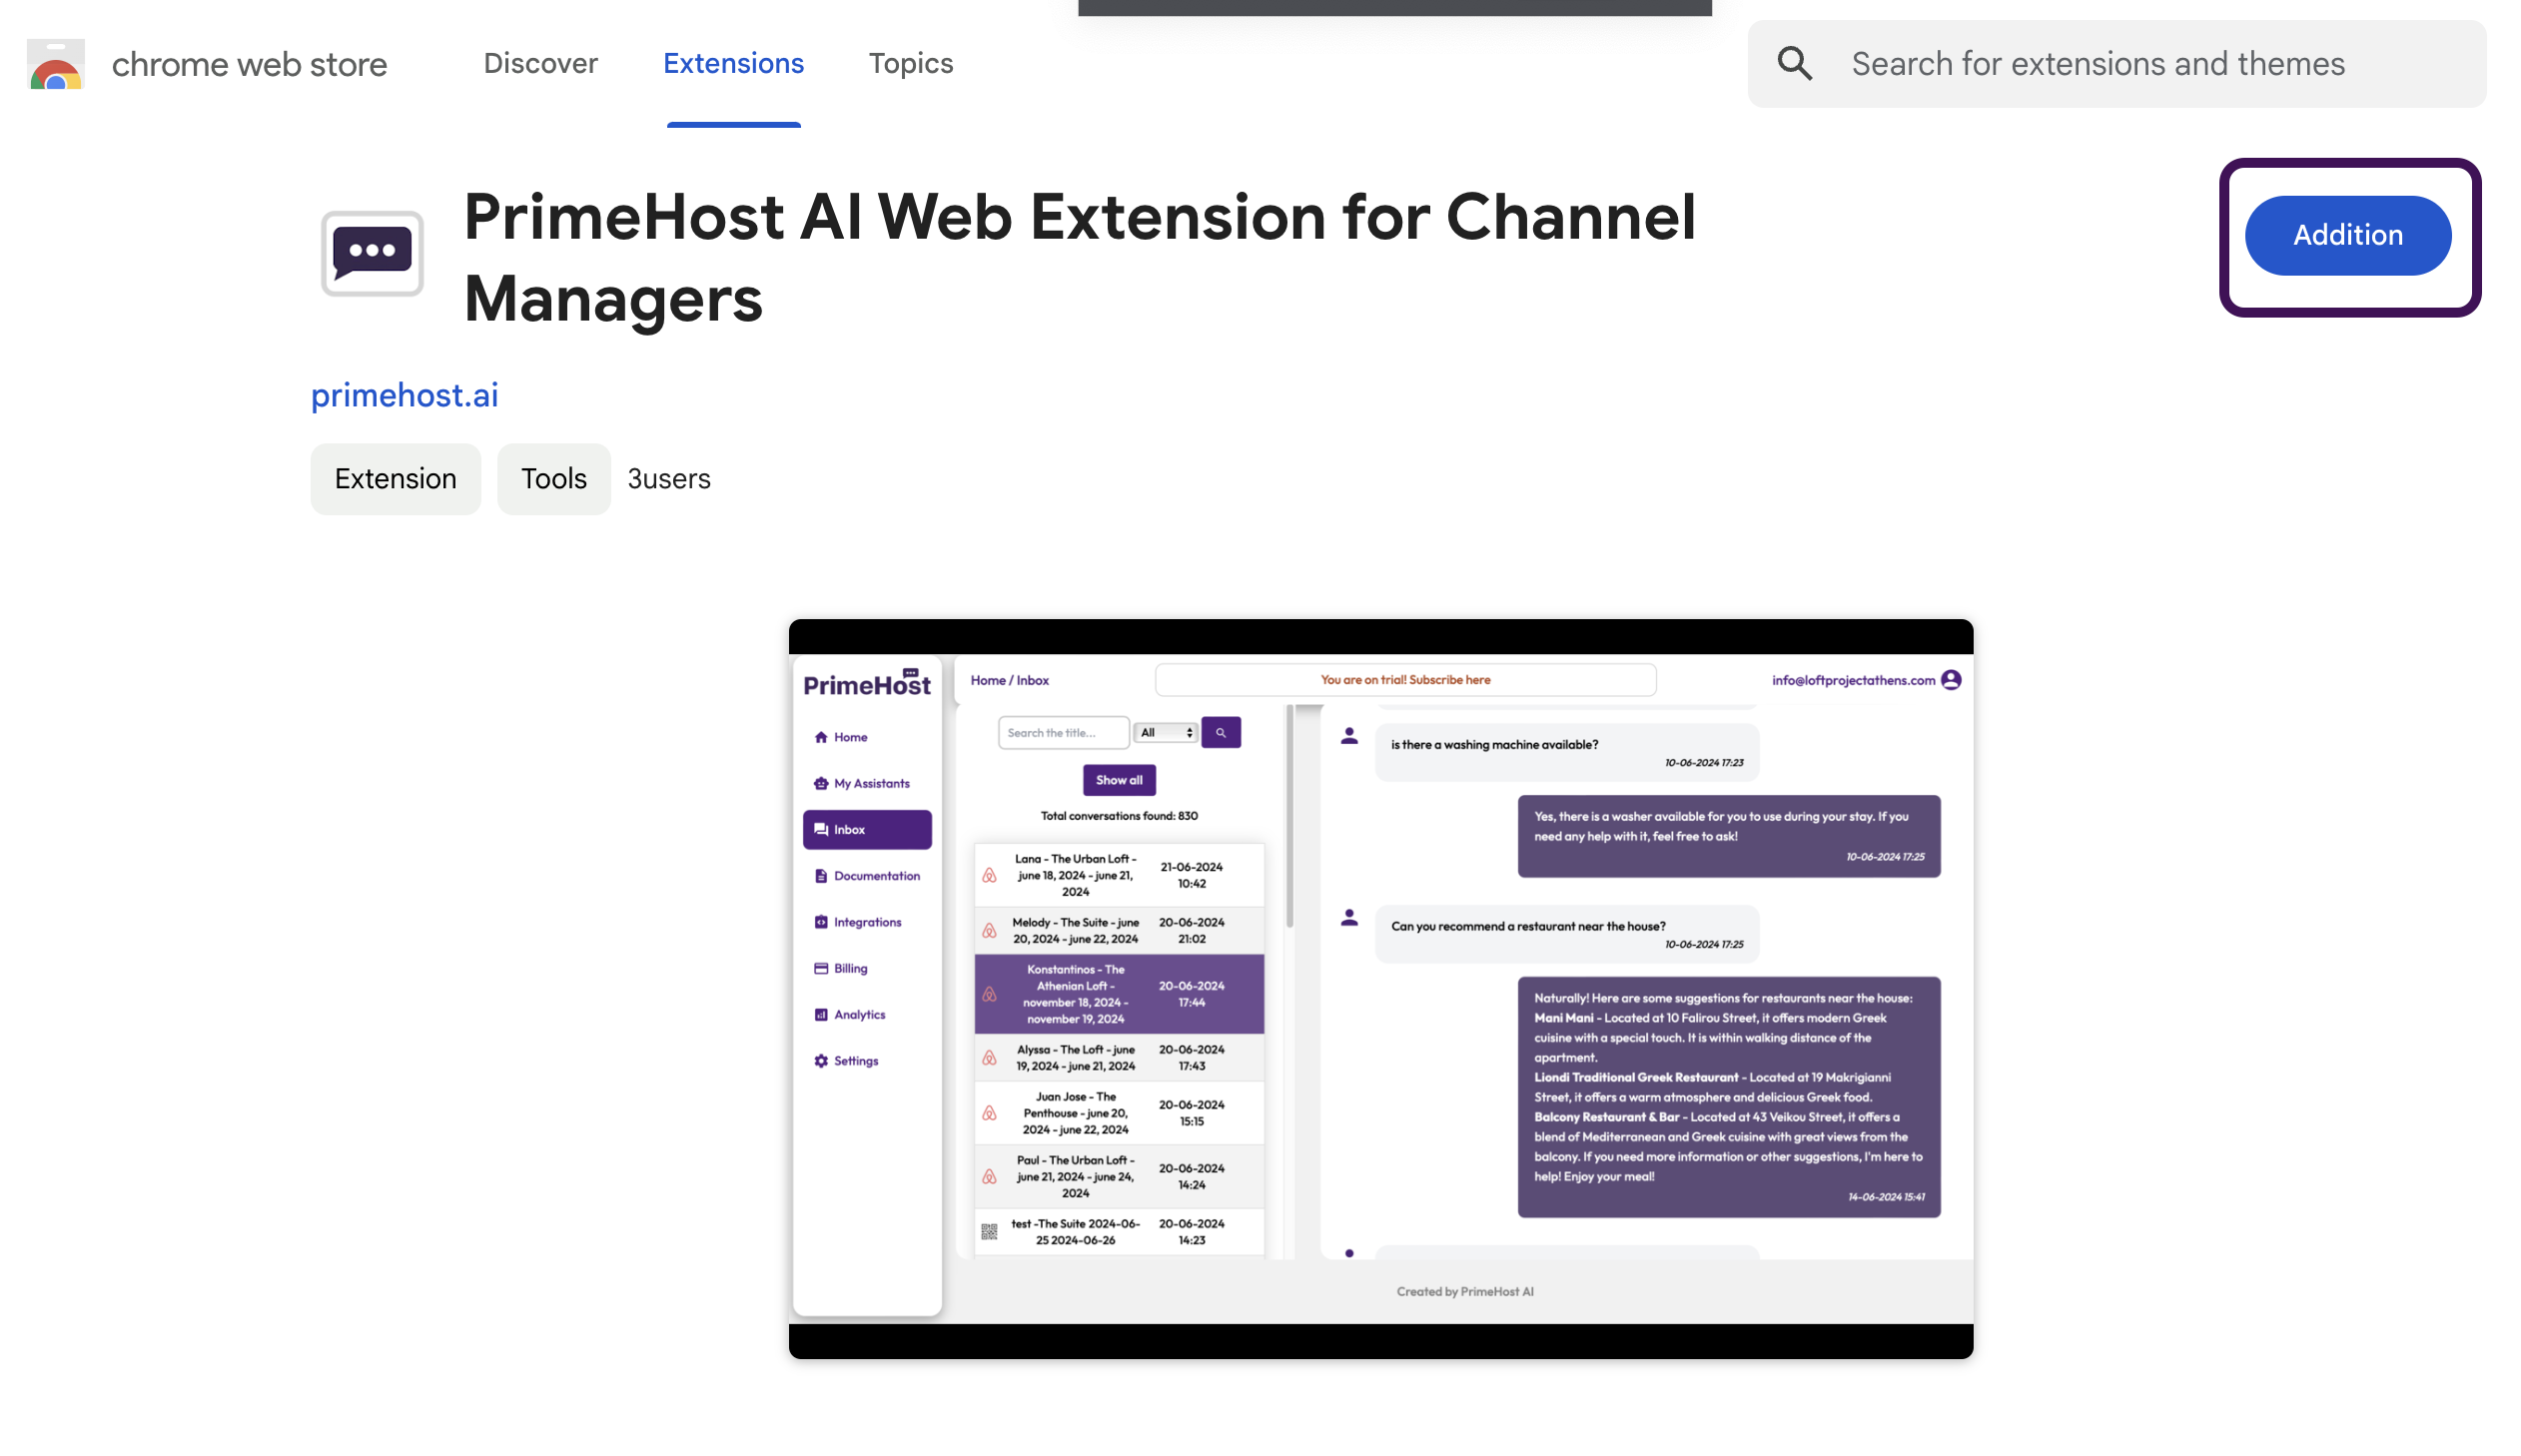 chrome web store
Discover
Extensions
Topics
Search for extensions and themes
PrimeHost AI Web Extension for Channel
Managers
Addition
primehost.ai
Extension
Tools
3users
PrimeHost
Home
My Assistants
Inbox
Documentation
Integrations
Billing
Analytics
Settings
Home / Inbox
You are on trial! Subscribe here
info@loftprojectathens.com
Search the title...
All
Show all
Total conversations found: 830
Lana - The Urban Loft -
june 18, 2024 - june 21,
2024
21-06-2024
10:42
Melody - The Suite - june
20, 2024 - june 22, 2024
20-06-2024
21:02
Konstantinos - The
Athenian Loft -
november 18, 2024 -
november 19, 2024
20-06-2024
17:44
Alyssa - The Loft - june
19, 2024 - june 21, 2024
20-06-2024
17:43
Juan Jose - The
Penthouse - june 20,
2024 - june 22, 2024
20-06-2024
15:15
Paul - The Urban Loft -
june 21, 2024 - june 24,
2024
20-06-2024
14:24
test -The Suite 2024-06-
25 2024-06-26
20-06-2024
14:23
is there a washing machine available?
10-06-2024 17:23
Yes, there is a washer available for you to use during your stay. If you
need any help with it, feel free to ask!
10-06-2024 17:25
Can you recommend a restaurant near the house?
10-06-2024 17:25
Naturally! Here are some suggestions for restaurants near the house:
Mani Mani - Located at 10 Falirou Street, it offers modern Greek
cuisine with a special touch. It is within walking distance of the
apartment.
Liondi Traditional Greek Restaurant - Located at 19 Makrigianni
Street, it offers a warm atmosphere and delicious Greek food.
Balcony Restaurant & Bar - Located at 43 Veikou Street, it offers a
blend of Mediterranean and Greek cuisine with great views from the
balcony. If you need more information or other suggestions, I'm here to
help! Enjoy your meal!
14-06-2024 15:41
Created by PrimeHost AI